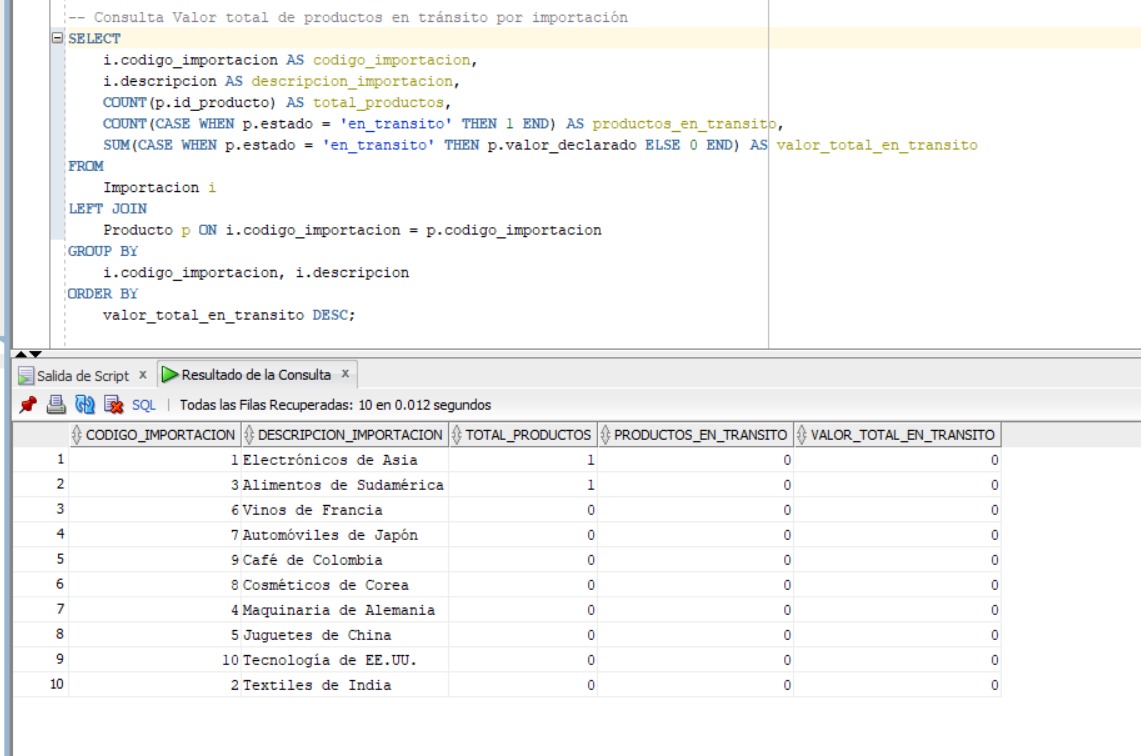 -- Consulta Valor total de productos en tránsito por importación
SELECT
i.codigo_importacion AS codigo_importacion,
i.descripcion AS descripcion_importacion,
COUNT(p.id_producto) AS total_productos,
COUNT(CASE WHEN p.estado = 'en_transito' THEN 1 END) AS productos_en_transito,
SUM(CASE WHEN p.estado = 'en_transito' THEN p.valor_declarado ELSE 0 END) AS valor_total_en_transito
FROM
Importacion i
LEFT JOIN
Producto p ON i.codigo_importacion = p.codigo_importacion
GROUP BY
i.codigo_importacion, i.descripcion
ORDER BY
valor_total_en_transito DESC;
Salida de Script x Resultado de la Consulta x
SQL | Todas las Filas Recuperadas: 10 en 0.012 segundos
CODIGO_IMPORTACION DESCRIPCION_IMPORTACION TOTAL_PRODUCTOS PRODUCTOS_EN_TRANSITO VALOR_TOTAL_EN_TRANSITO
1 1 Electrónicos de Asia 1 0 0
2 3 Alimentos de Sudamérica 1 0 0
3 6 Vinos de Francia 0 0 0
4 7 Automóviles de Japón 0 0 0
5 9 Café de Colombia 0 0 0
6 8 Cosméticos de Corea 0 0 0
7 4 Maquinaria de Alemania 0 0 0
8 5 Juguetes de China 0 0 0
9 10 Tecnología de EE.UU. 0 0 0
10 2 Textiles de India 0 0 0